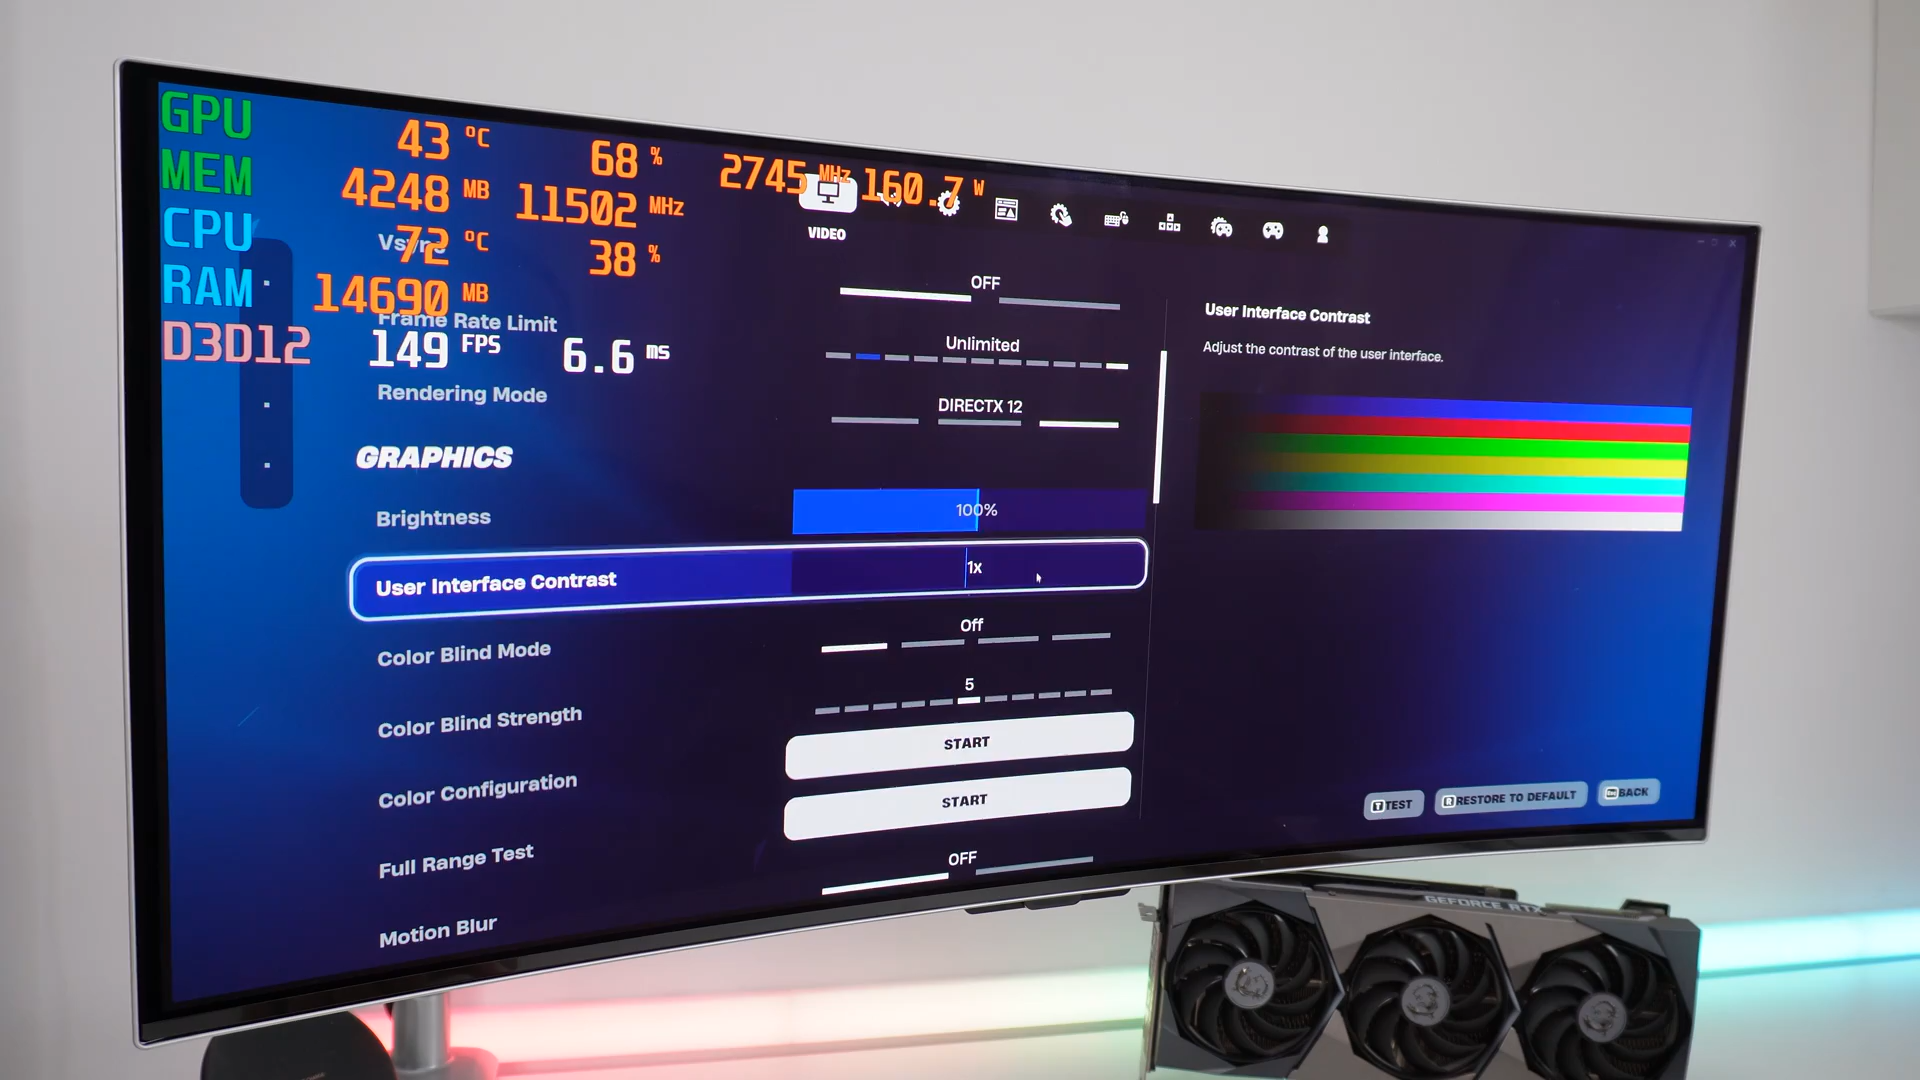 GPU 43 °C 68 % 2745 MHz 160.7 W
MEM 4248 MB 11502 MHz
CPU 72 °C 38 %
RAM 14690 MB
D3D12 149 FPS 6.6 ms
VIDEO
Vsync OFF
Frame Rate Limit Unlimited
Rendering Mode DIRECTX 12
GRAPHICS
Brightness 100%
User Interface Contrast 1x
Color Blind Mode Off
Color Blind Strength 5
Color Configuration START
Full Range Test START
Motion Blur OFF
User Interface Contrast
Adjust the contrast of the user interface.
T TEST R RESTORE TO DEFAULT Esc BACK
GEFORCE RTX